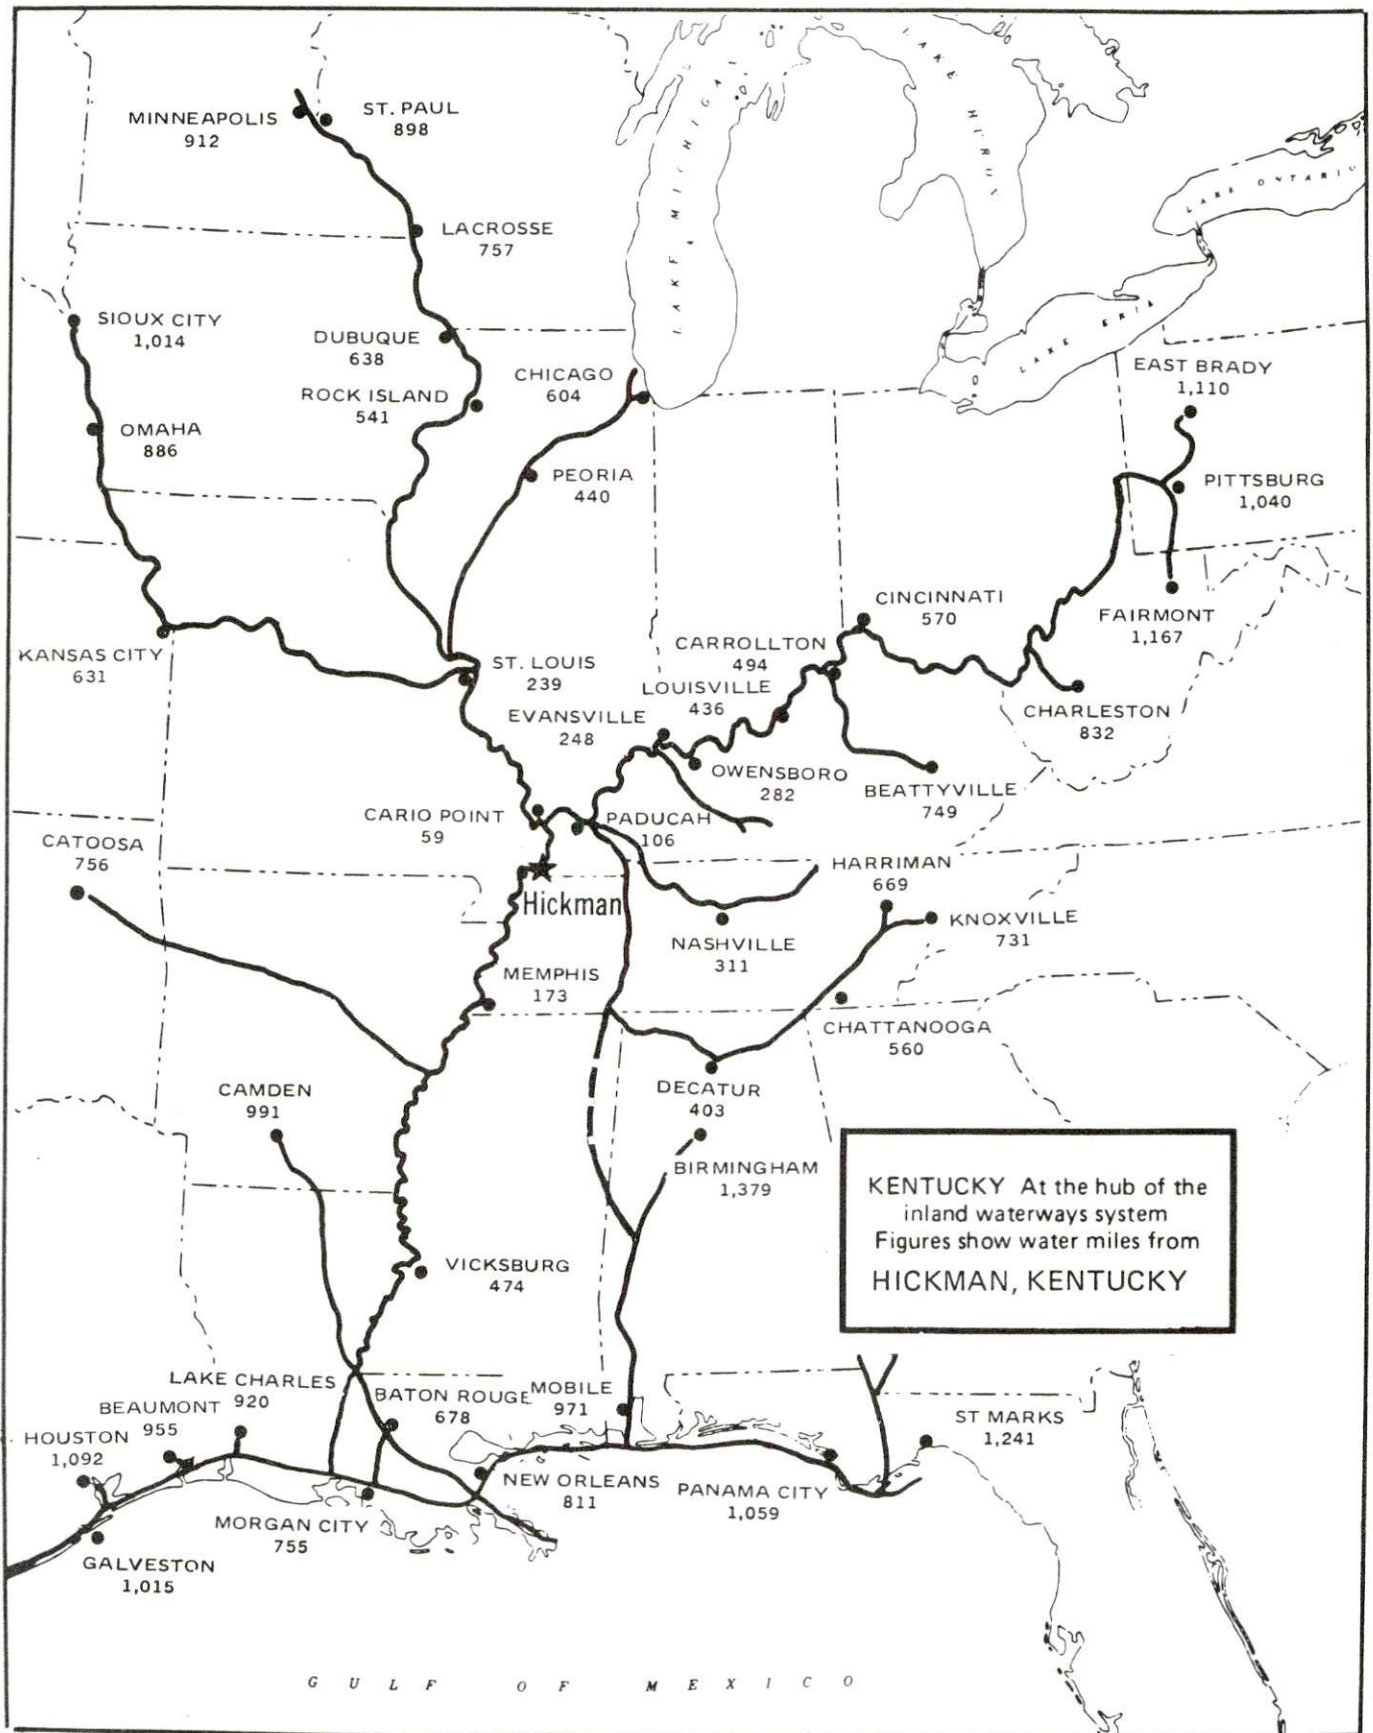 LAKE MICHIGAN
LAKE HURON
LAKE ONTARIO
LAKE ERIA
MINNEAPOLIS
912
ST. PAUL
898
LACROSSE
757
SIOUX CITY
1,014
DUBUQUE
638
ROCK ISLAND
541
CHICAGO
604
EAST BRADY
1,110
OMAHA
886
PEORIA
440
PITTSBURG
1,040
KANSAS CITY
631
ST. LOUIS
239
CINCINNATI
570
CARROLLTON
494
FAIRMONT
1,167
LOUISVILLE
436
EVANSVILLE
248
CHARLESTON
832
OWENSBORO
282
BEATTYVILLE
749
CARIO POINT
59
PADUCAH
106
CATOOSA
756
HARRIMAN
669
Hickman
KNOXVILLE
731
NASHVILLE
311
MEMPHIS
173
CHATTANOOGA
560
CAMDEN
991
DECATUR
403
BIRMINGHAM
1,379
KENTUCKY At the hub of the
inland waterways system
Figures show water miles from
HICKMAN, KENTUCKY
VICKSBURG
474
LAKE CHARLES
920
BATON ROUGE
678
MOBILE
971
BEAUMONT
955
ST MARKS
1,241
HOUSTON
1,092
NEW ORLEANS
811
PANAMA CITY
1,059
MORGAN CITY
755
GALVESTON
1,015
GULF OF MEXICO